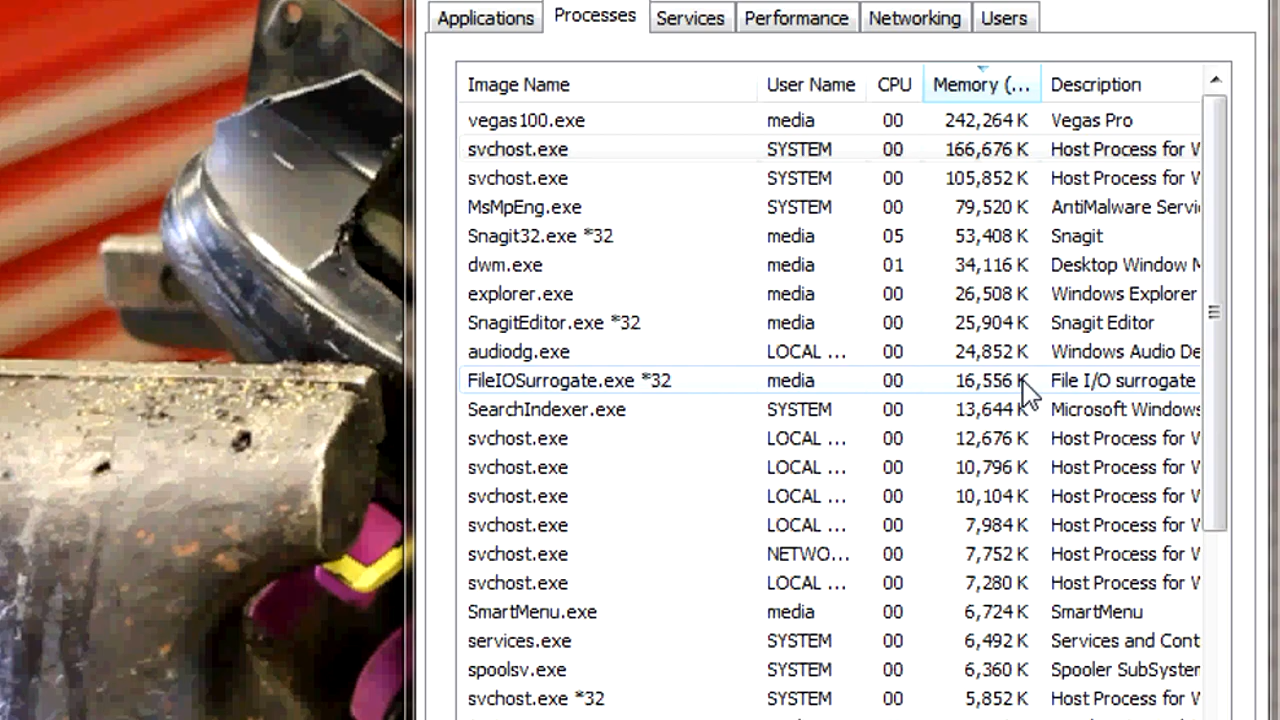 Applications Processes Services Performance Networking Users
Image Name User Name CPU Memory (... Description
vegas100.exe media 00 242,264 K Vegas Pro
svchost.exe SYSTEM 00 166,676 K Host Process for W
svchost.exe SYSTEM 00 105,852 K Host Process for W
MsMpEng.exe SYSTEM 00 79,520 K AntiMalware Servi
Snagit32.exe *32 media 05 53,408 K Snagit
dwm.exe media 01 34,116 K Desktop Window M
explorer.exe media 00 26,508 K Windows Explorer
SnagitEditor.exe *32 media 00 25,904 K Snagit Editor
audiodg.exe LOCAL ... 00 24,852 K Windows Audio De
FileIOSurrogate.exe *32 media 00 16,556 K File I/O surrogate
SearchIndexer.exe SYSTEM 00 13,644 K Microsoft Windows
svchost.exe LOCAL ... 00 12,676 K Host Process for W
svchost.exe LOCAL ... 00 10,796 K Host Process for W
svchost.exe LOCAL ... 00 10,104 K Host Process for W
svchost.exe LOCAL ... 00 7,984 K Host Process for W
svchost.exe NETWO... 00 7,752 K Host Process for W
svchost.exe LOCAL ... 00 7,280 K Host Process for W
SmartMenu.exe media 00 6,724 K SmartMenu
services.exe SYSTEM 00 6,492 K Services and Cont
spoolsv.exe SYSTEM 00 6,360 K Spooler SubSyster
svchost.exe *32 SYSTEM 00 5,852 K Host Process for W